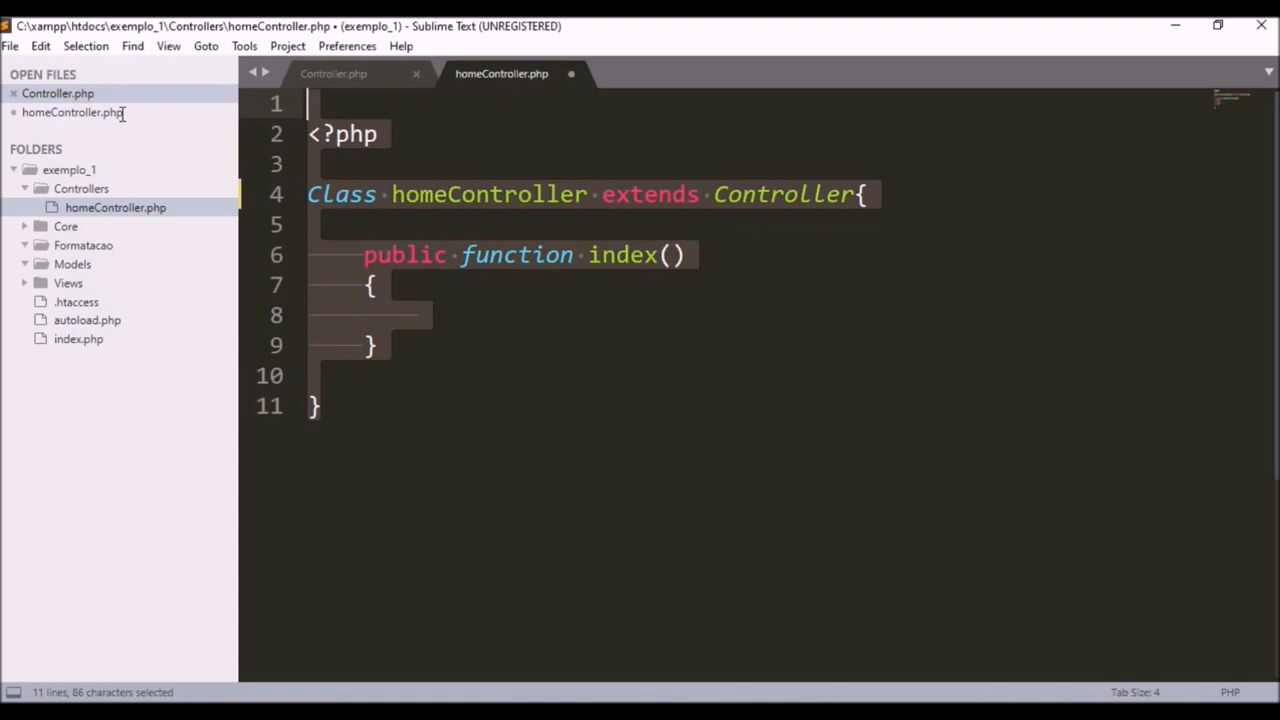 C:\xampp\htdocs\exemplo_1\Controllers\homeController.php • (exemplo_1) - Sublime Text (UNREGISTERED)
File Edit Selection Find View Goto Tools Project Preferences Help
OPEN FILES
Controller.php
homeController.php
FOLDERS
exemplo_1
Controllers
homeController.php
Core
Formatacao
Models
Views
.htaccess
autoload.php
index.php
Controller.php homeController.php
1
2 <?php
3
4 Class homeController extends Controller{
5
6 public function index()
7 {
8
9 }
10
11 }
11 lines, 86 characters selected Tab Size: 4 PHP